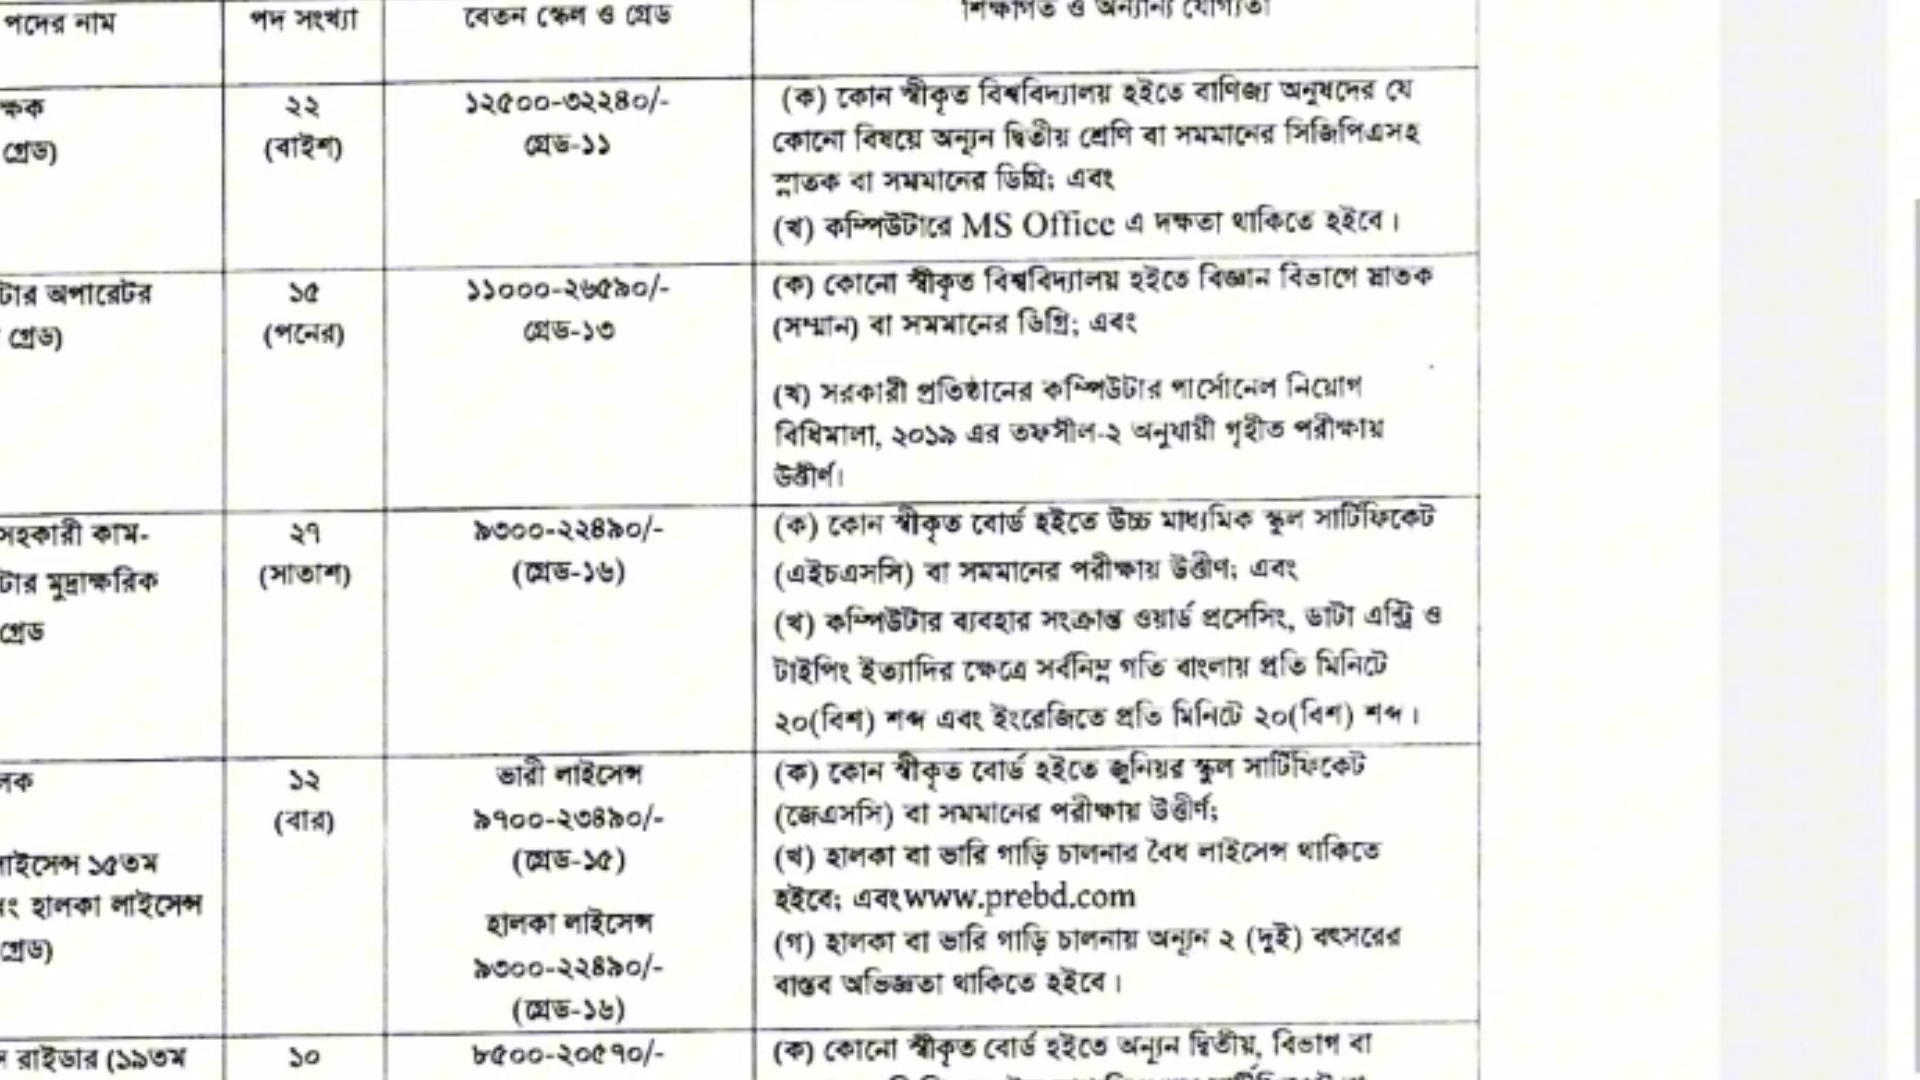 পদের নাম
পদ সংখ্যা
বেতন স্কেল ও গ্রেড
শিক্ষাগত ও অন্যান্য যোগ্যতা
ক্ষক
গ্রেড)
২২
(বাইশ)
১২৫০০-৩২২৪০/-
গ্রেড-১১
(ক) কোন স্বীকৃত বিশ্ববিদ্যালয় হইতে বাণিজ্য অনুষদের যে
কোনো বিষয়ে অন্যূন দ্বিতীয় শ্রেণি বা সমমানের সিজিপিএসহ
স্নাতক বা সমমানের ডিগ্রি; এবং
(খ) কম্পিউটারে MS Office এ দক্ষতা থাকিতে হইবে।
টার অপারেটর
গ্রেড)
১৫
(পনের)
১১০০০-২৬৫৯০/-
গ্রেড-১৩
(ক) কোনো স্বীকৃত বিশ্ববিদ্যালয় হইতে বিজ্ঞান বিভাগে স্নাতক
(সম্মান) বা সমমানের ডিগ্রি; এবং
(খ) সরকারী প্রতিষ্ঠানের কম্পিউটার পার্সোনেল নিয়োগ
বিধিমালা, ২০১৯ এর তফসীল-২ অনুযায়ী গৃহীত পরীক্ষায়
উত্তীর্ণ।
সহকারী কাম-
টার মুদ্রাক্ষরিক
গ্রেড
২৭
(সাতাশ)
৯৩০০-২২৪৯০/-
(গ্রেড-১৬)
(ক) কোন স্বীকৃত বোর্ড হইতে উচ্চ মাধ্যমিক স্কুল সার্টিফিকেট
(এইচএসসি) বা সমমানের পরীক্ষায় উত্তীণ; এবং
(খ) কম্পিউটার ব্যবহার সংক্রান্ত ওয়ার্ড প্রসেসিং, ডাটা এন্ট্রি ও
টাইপিং ইত্যাদির ক্ষেত্রে সর্বনিম্ন গতি বাংলায় প্রতি মিনিটে
২০(বিশ) শব্দ এবং ইংরেজিতে প্রতি মিনিটে ২০(বিশ) শব্দ।
লক
লাইসেন্স ১৫তম
বং হালকা লাইসেন্স
গ্রেড)
১২
(বার)
ভারী লাইসেন্স
৯৭০০-২৩৪৯০/-
(গ্রেড-১৫)
হালকা লাইসেন্স
৯৩০০-২২৪৯০/-
(গ্রেড-১৬)
(ক) কোন স্বীকৃত বোর্ড হইতে জুনিয়র স্কুল সার্টিফিকেট
(জেএসসি) বা সমমানের পরীক্ষায় উত্তীর্ণ;
(খ) হালকা বা ভারি গাড়ি চালনার বৈধ লাইসেন্স থাকিতে
হইবে; এবং www.prebd.com
(গ) হালকা বা ভারি গাড়ি চালনায় অন্যূন ২ (দুই) বৎসরের
বাস্তব অভিজ্ঞতা থাকিতে হইবে।
রাইডার (১৯তম
১০
৮৫০০-২০৫৭০/-
(ক) কোনো স্বীকৃত বোর্ড হইতে অন্যূন দ্বিতীয়, বিভাগ বা